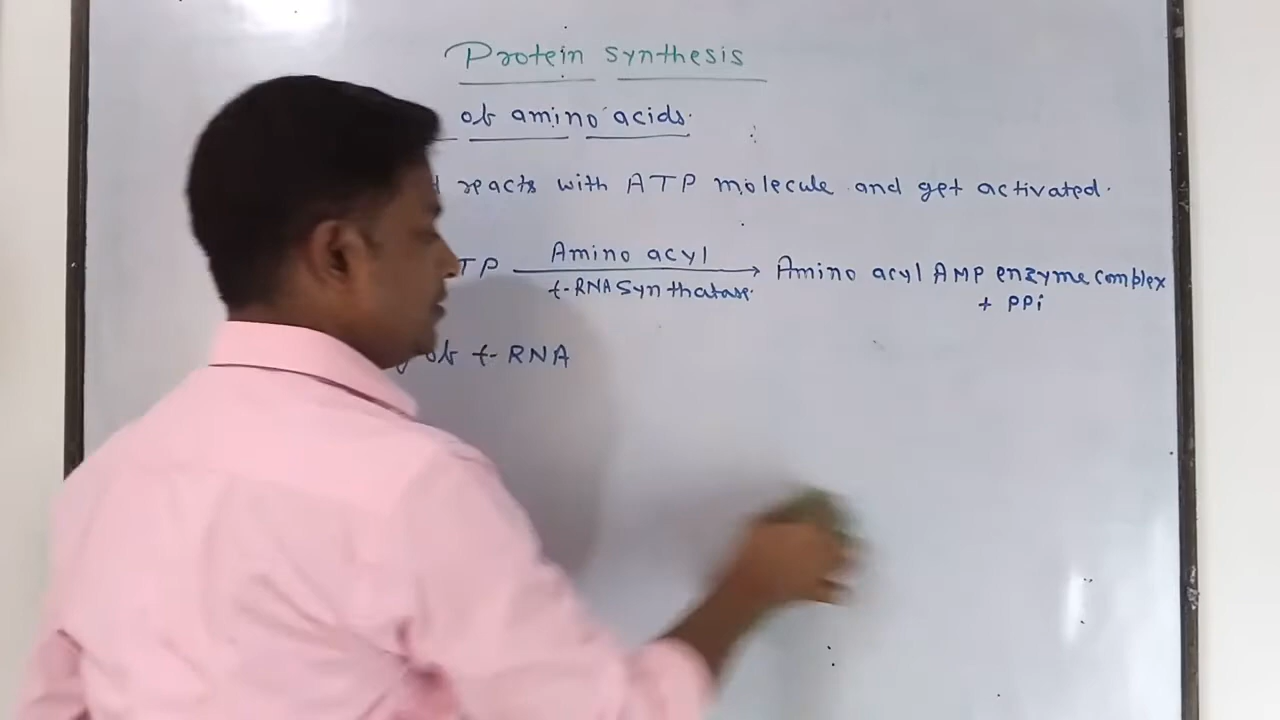 Protein synthesis
of amino acids.
reacts with ATP molecule and get activated.
TP Amino acyl Amino acyl AMP enzyme complex
t-RNA Synthatase.
+ PPi
of t-RNA